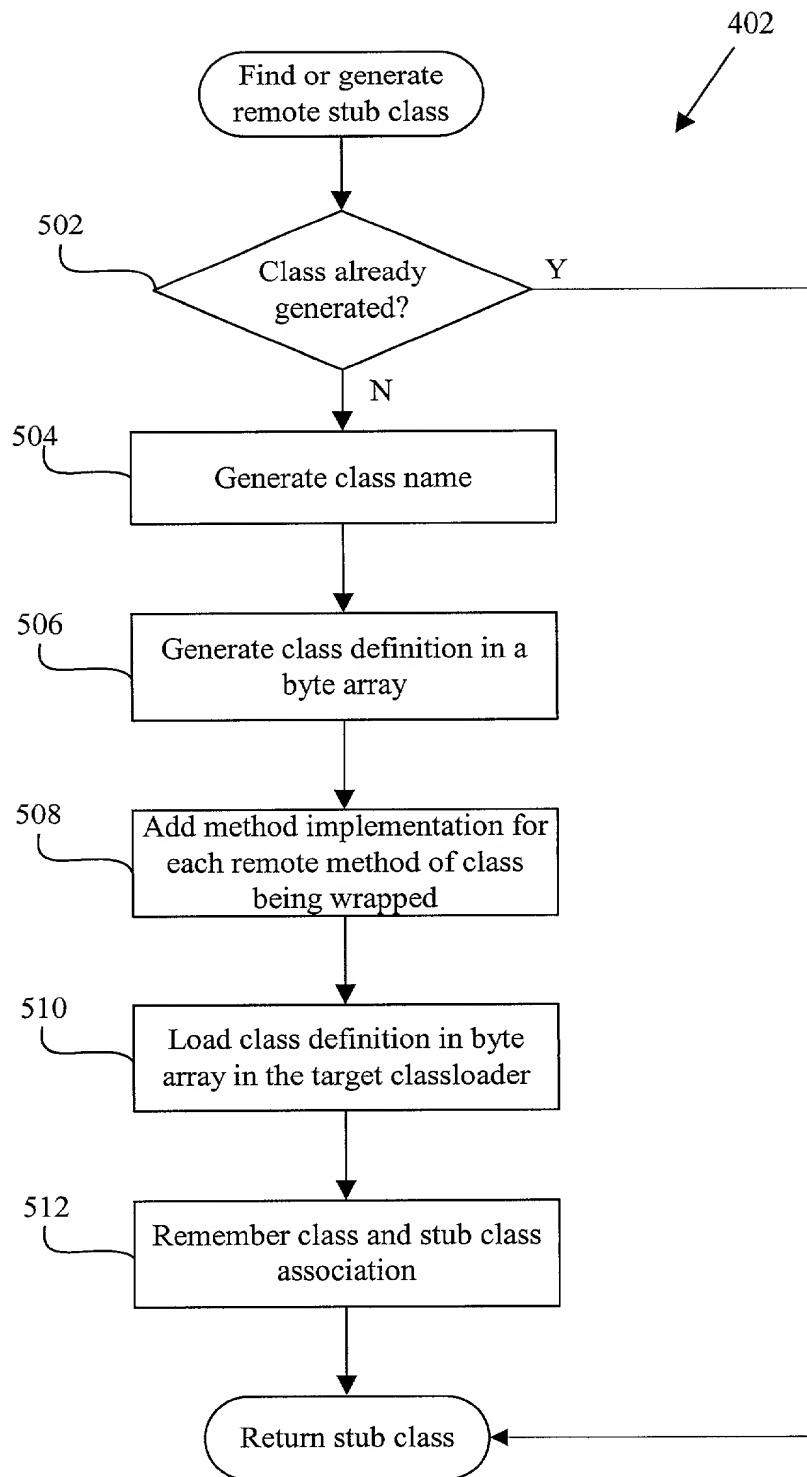 402
Find or generate
remote stub class
502
Class already
generated?
Y
N
504
Generate class name
506
Generate class definition in a
byte array
508
Add method implementation for
each remote method of class
being wrapped
510
Load class definition in byte
array in the target classloader
512
Remember class and stub class
association
Return stub class